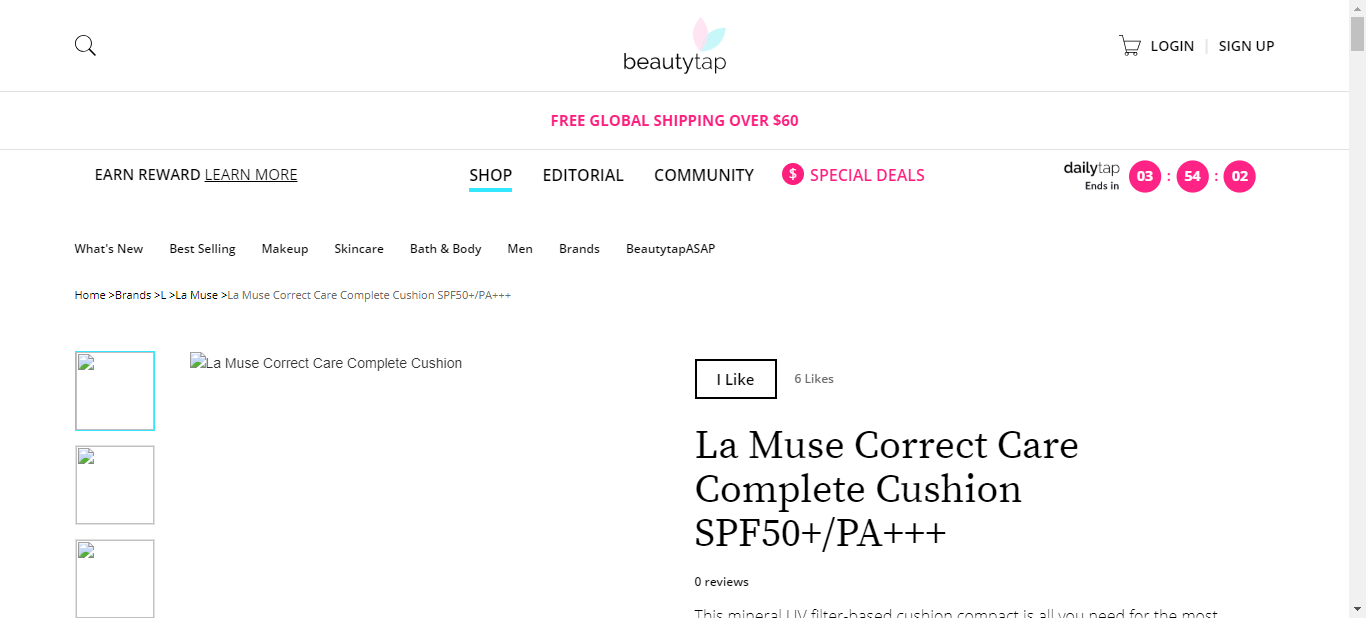 beautytap
LOGIN | SIGN UP
FREE GLOBAL SHIPPING OVER $60
EARN REWARD LEARN MORE
SHOP EDITORIAL COMMUNITY $ SPECIAL DEALS
dailytap
Ends in
03 : 54 : 02
What's New Best Selling Makeup Skincare Bath & Body Men Brands BeautytapASAP
Home >Brands >L >La Muse >La Muse Correct Care Complete Cushion SPF50+/PA+++
La Muse Correct Care Complete Cushion
I Like 6 Likes
La Muse Correct Care
Complete Cushion
SPF50+/PA+++
0 reviews
This mineral UV filter-based cushion compact is all you need for the most